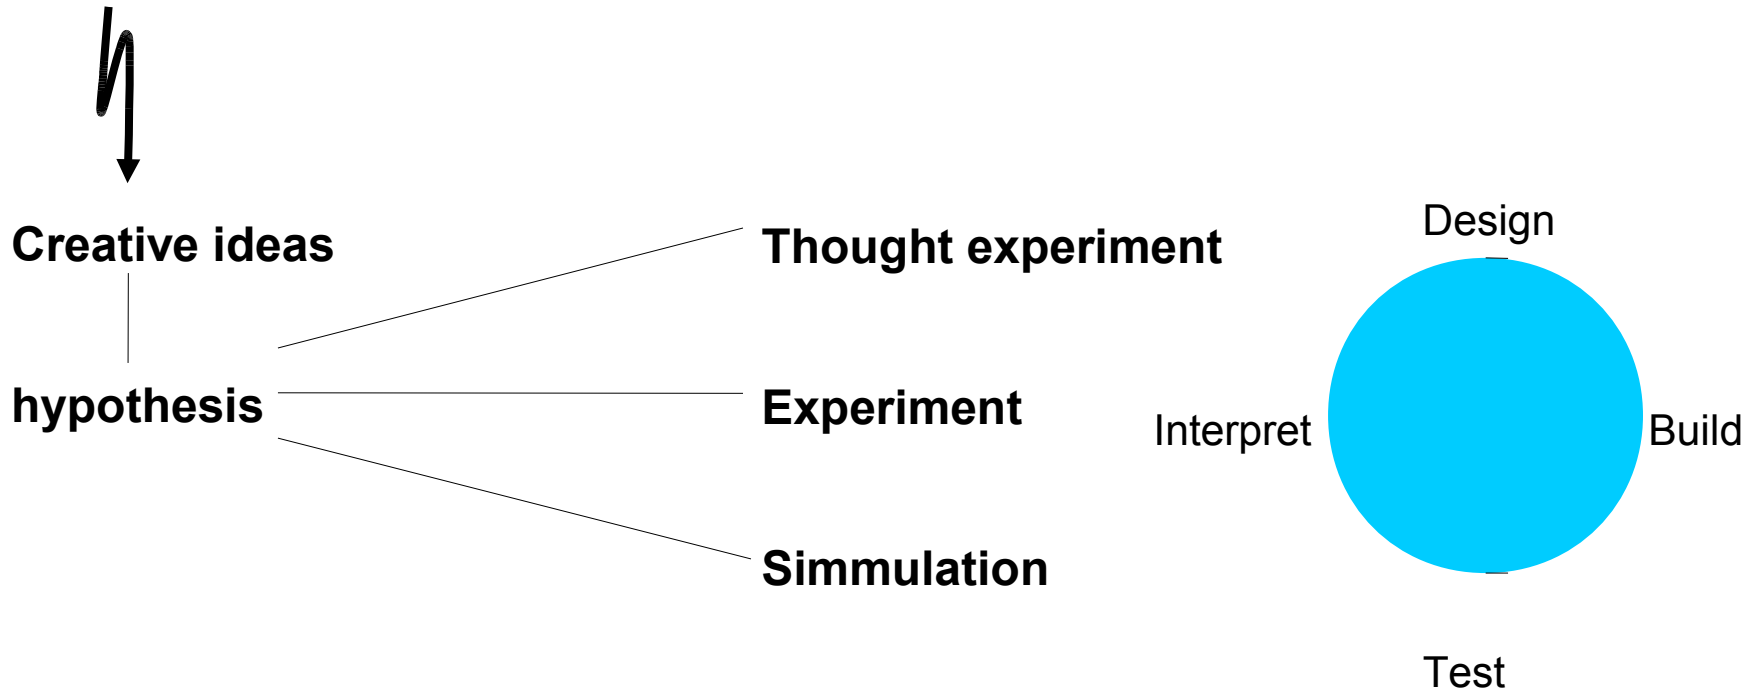 Creative ideas
hypothesis
Thought experiment
Experiment
Simmulation
Design
Interpret
Build
Test